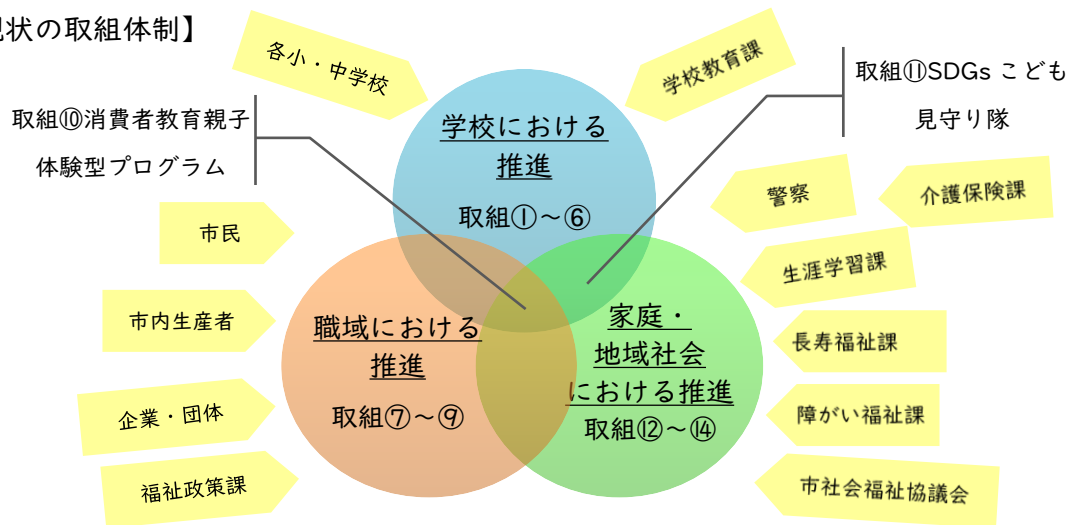 現状の取組体制】
各小・中学校
学校教育課
取組⑩消費者教育親子
体験型プログラム
取組⑪SDGs こども
見守り隊
学校における
推進
取組①～⑥
市民
市内生産者
企業・団体
福祉政策課
職域における
推進
取組⑦～⑨
家庭・
地域社会
における推進
取組⑫～⑭
警察
介護保険課
生涯学習課
長寿福祉課
障がい福祉課
市社会福祉協議会